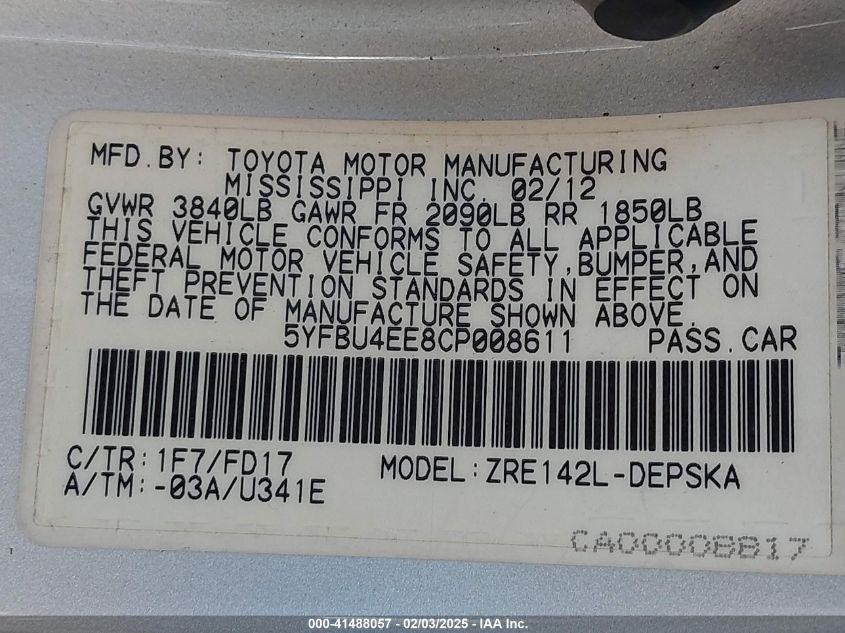 MFD.BY: TOYOTA MOTOR MANUFACTURING
MISSISSIPPI INC. 02/12
GVWR 3840LB GAWR FR 2090LB RR 1850LB
THIS VEHICLE CONFORMS TO ALL APPLICABLE
FEDERAL MOTOR VEHICLE SAFETY,BUMPER,AND
THEFT PREVENTION STANDARDS IN EFFECT ON
THE DATE OF MANUFACTURE SHOWN ABOVE.
5YFBU4EE8CP008611 PASS.CAR
C/TR:1F7/FD17 MODEL:ZRE142L-DEPSKA
A/TM:-03A/U341E
CA00008817
000-41488057 - 02/03/2025 - IAA Inc.